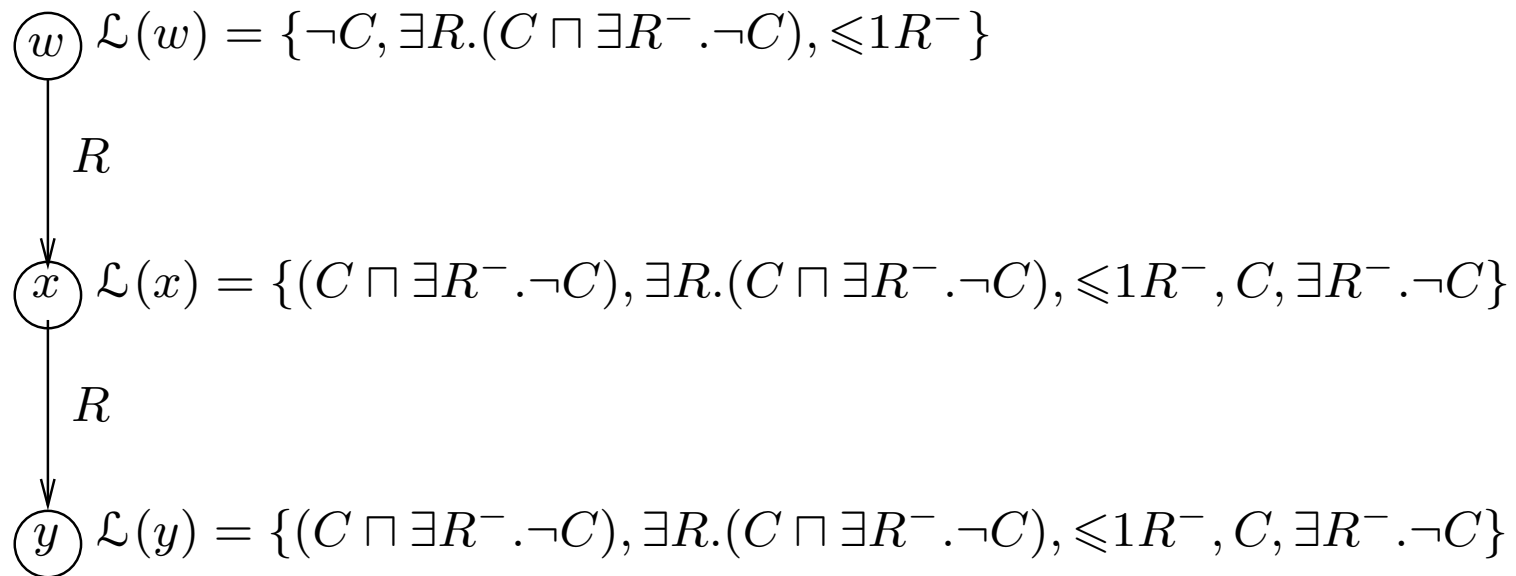 w ℒ(w) = {¬C, ∃R.(C ⊓ ∃R⁻.¬C), ⩽1R⁻}
R
x ℒ(x) = {(C ⊓ ∃R⁻.¬C), ∃R.(C ⊓ ∃R⁻.¬C), ⩽1R⁻, C, ∃R⁻.¬C}
R
y ℒ(y) = {(C ⊓ ∃R⁻.¬C), ∃R.(C ⊓ ∃R⁻.¬C), ⩽1R⁻, C, ∃R⁻.¬C}